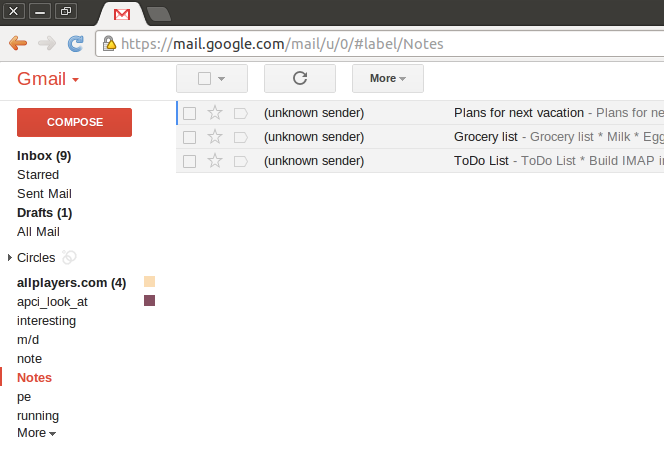 https://mail.google.com/mail/u/0/#label/Notes
Gmail
More
COMPOSE
(unknown sender) Plans for next vacation - Plans for ne
(unknown sender) Grocery list - Grocery list * Milk * Egg
(unknown sender) ToDo List - ToDo List * Build IMAP in
Inbox (9)
Starred
Sent Mail
Drafts (1)
All Mail
Circles
allplayers.com (4)
apci_look_at
interesting
m/d
note
Notes
pe
running
More